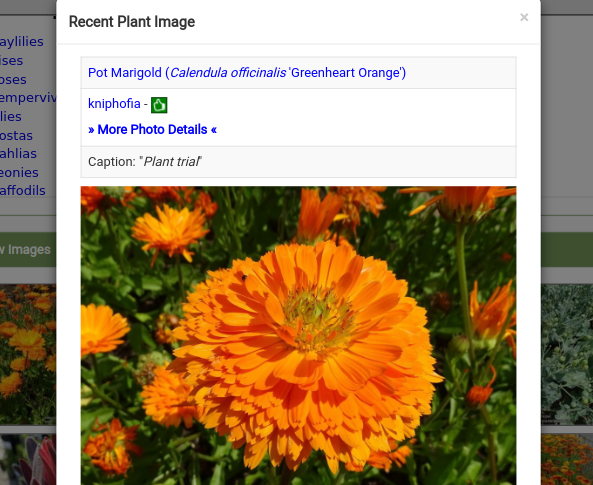 Recent Plant Image
×
Pot Marigold (Calendula officinalis 'Greenheart Orange')
kniphofia -
» More Photo Details «
Caption: "Plant trial"
aylilies
ises
oses
emperviv
lies
ostas
ahlias
eonies
affodils
w Images